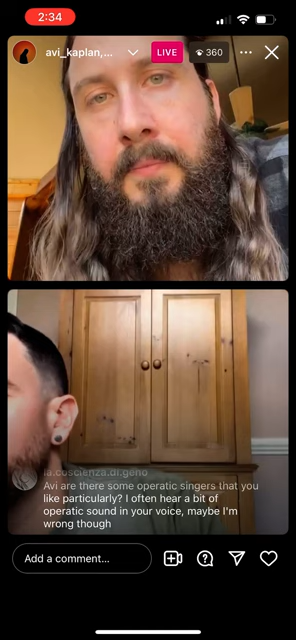 2:34
avi_kaplan,...
LIVE
360
la.coscienza.di.geno
Avi are there some operatic singers that you
like particularly? I often hear a bit of
operatic sound in your voice, maybe I'm
wrong though
Add a comment...